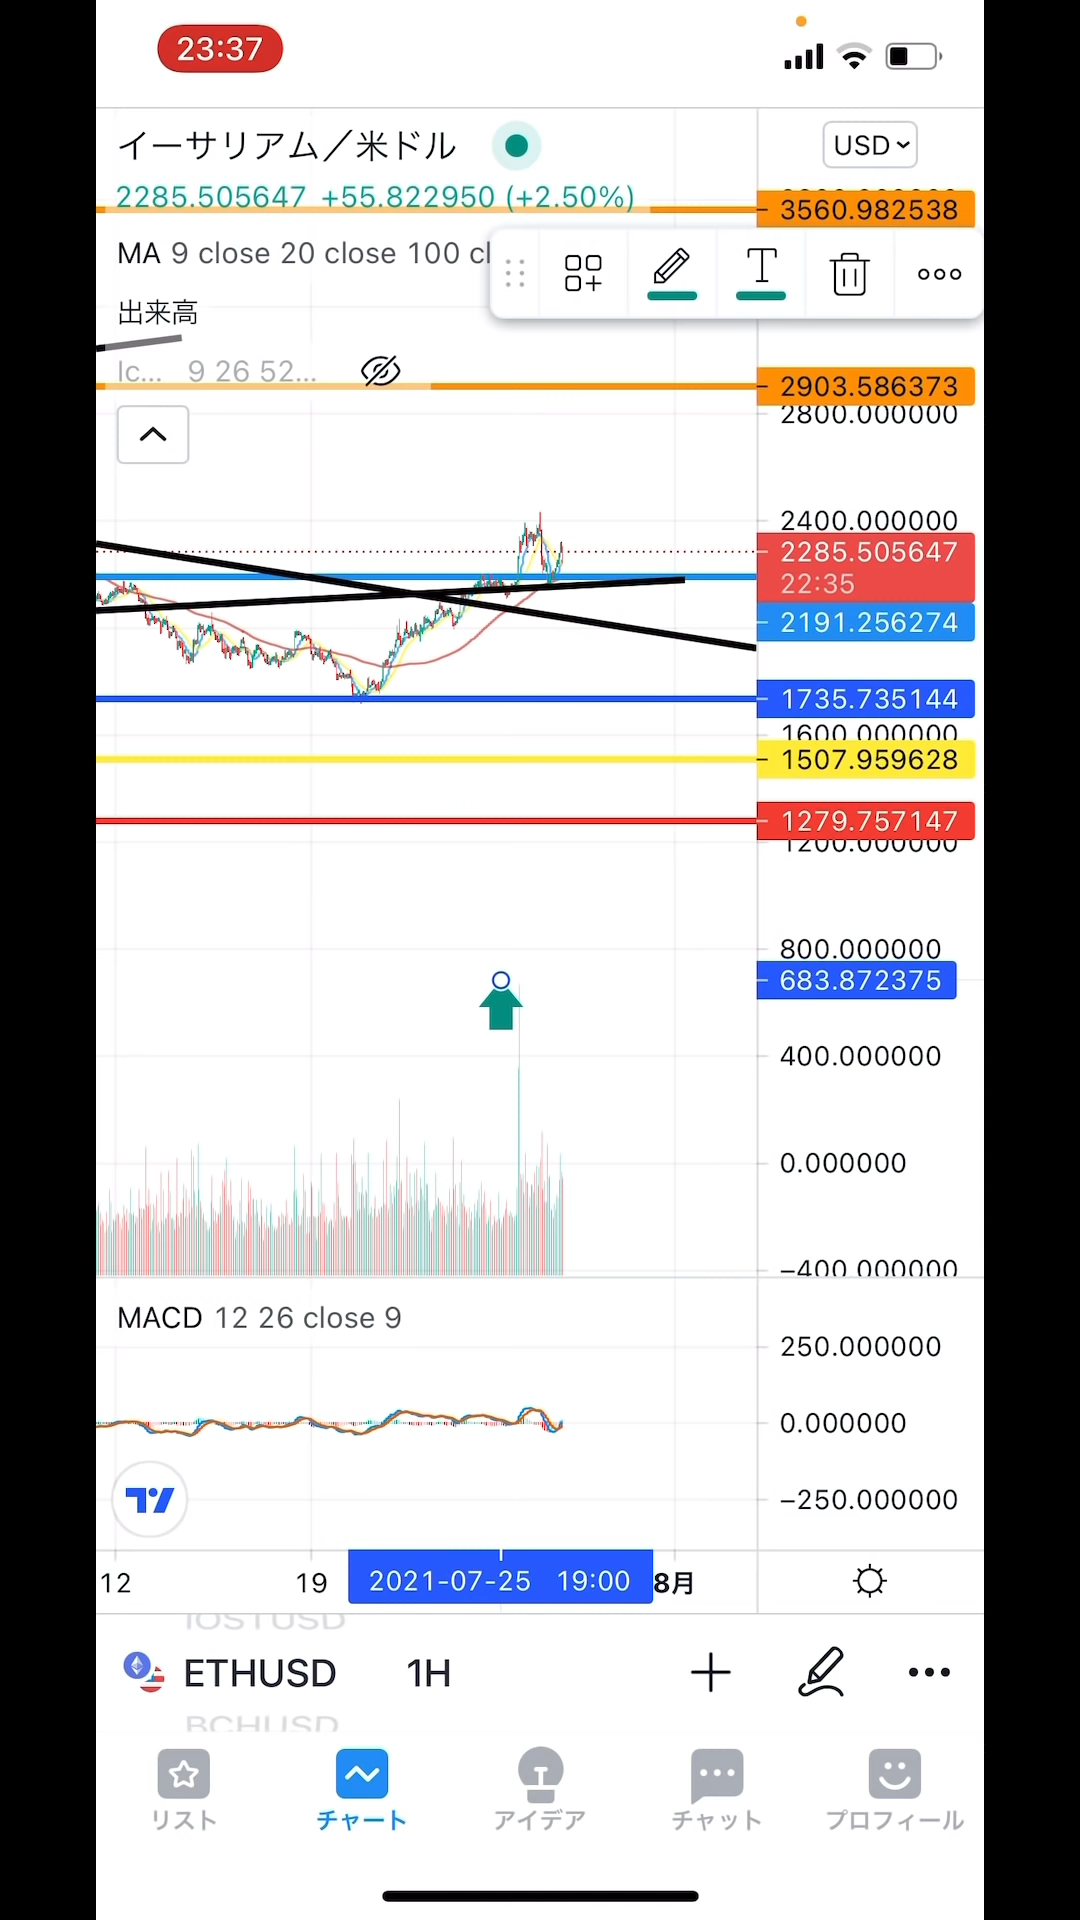 23:37
イーサリアム／米ドル
USD
2285.505647 +55.822950 (+2.50%)
3560.982538
MA 9 close 20 close 100 cl
T
出来高
Ic... 9 26 52...
2903.586373
2800.000000
2400.000000
2285.505647
22:35
2191.256274
1735.735144
1600.000000
1507.959628
1279.757147
1200.000000
800.000000
683.872375
400.000000
0.000000
−400.000000
MACD 12 26 close 9
250.000000
0.000000
−250.000000
12 19 2021-07-25 19:00 8月
IOSTUSD
ETHUSD 1H
BCHUSD
リスト チャート アイデア チャット プロフィール